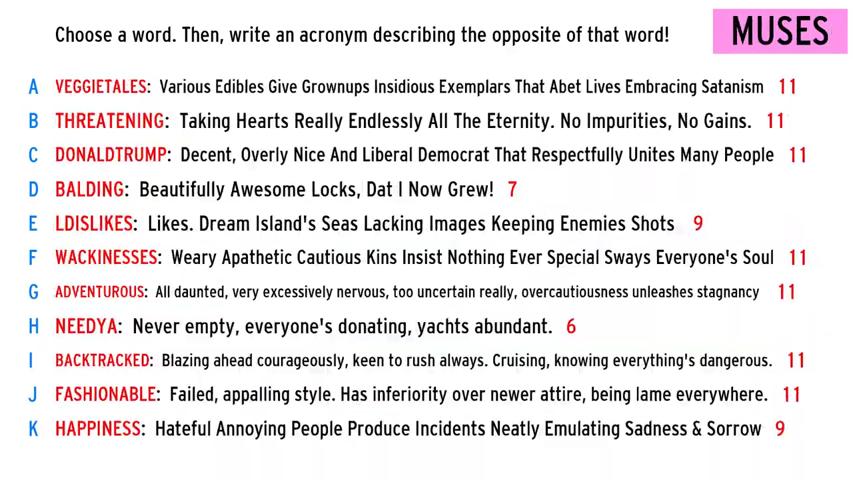 Choose a word. Then, write an acronym describing the opposite of that word! MUSES
A VEGGIETALES: Various Edibles Give Grownups Insidious Exemplars That Abet Lives Embracing Satanism 11
B THREATENING: Taking Hearts Really Endlessly All The Eternity. No Impurities, No Gains. 11
C DONALDTRUMP: Decent, Overly Nice And Liberal Democrat That Respectfully Unites Many People 11
D BALDING: Beautifully Awesome Locks, Dat I Now Grew! 7
E LDISLIKES: Likes. Dream Island's Seas Lacking Images Keeping Enemies Shots 9
F WACKINESSES: Weary Apathetic Cautious Kins Insist Nothing Ever Special Sways Everyone's Soul 11
G ADVENTUROUS: All daunted, very excessively nervous, too uncertain really, overcautiousness unleashes stagnancy 11
H NEEDYA: Never empty, everyone's donating, yachts abundant. 6
I BACKTRACKED: Blazing ahead courageously, keen to rush always. Cruising, knowing everything's dangerous. 11
J FASHIONABLE: Failed, appalling style. Has inferiority over newer attire, being lame everywhere. 11
K HAPPINESS: Hateful Annoying People Produce Incidents Neatly Emulating Sadness & Sorrow 9